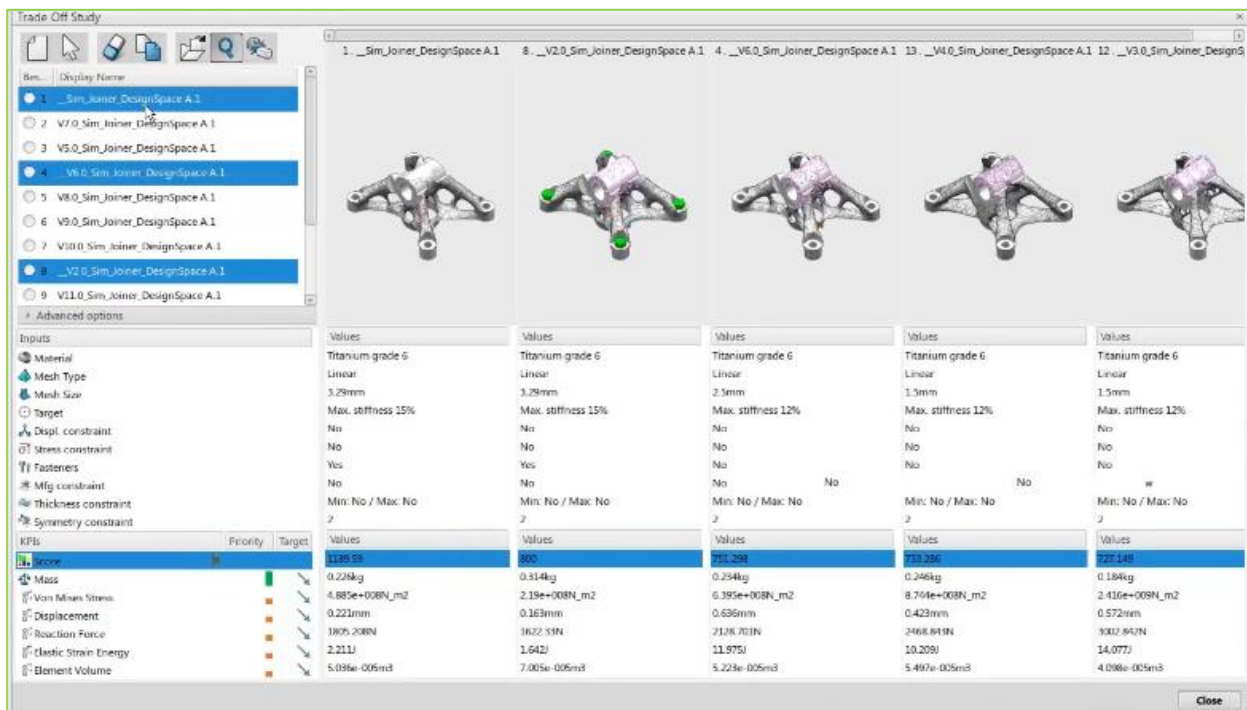 Trade Off Study
1 . __Sim_Joiner_DesignSpace A.1 8 . __V2.0_Sim_Joiner_DesignSpace A.1 4 . __V6.0_Sim_Joiner_DesignSpace A.1 13 . __V4.0_Sim_Joiner_DesignSpace A.1 12 . __V3.0_Sim_Joiner_DesignS
Bes... Display Name
1 __Sim_Joiner_DesignSpace A.1
2 V7.0_Sim_Joiner_DesignSpace A.1
3 V5.0_Sim_Joiner_DesignSpace A.1
4 __V6.0_Sim_Joiner_DesignSpace A.1
5 V8.0_Sim_Joiner_DesignSpace A.1
6 V9.0_Sim_Joiner_DesignSpace A.1
7 V10.0_Sim_Joiner_DesignSpace A.1
8 __V2.0_Sim_Joiner_DesignSpace A.1
9 V11.0_Sim_Joiner_DesignSpace A.1
Advanced options
Inputs Values Values Values Values Values
Material Titanium grade 6 Titanium grade 6 Titanium grade 6 Titanium grade 6 Titanium grade 6
Mesh Type Linear Linear Linear Linear Linear
Mesh Size 3.29mm 3.29mm 2.5mm 1.5mm 1.5mm
Target Max. stiffness 15% Max. stiffness 15% Max. stiffness 12% Max. stiffness 12% Max. stiffness 12%
Displ. constraint No No No No No
Stress constraint No No No No No
Fasteners Yes Yes No No No
Mfg constraint No No No No No
Thickness constraint Min: No / Max: No Min: No / Max: No Min: No / Max: No Min: No / Max: No Min: No / Max: No
Symmetry constraint 2 2 2 2 2
KPIs Priority Target Values Values Values Values Values
Score 1139.59 800 751.298 733.286 727.149
Mass 0.226kg 0.314kg 0.234kg 0.246kg 0.184kg
Von Mises Stress 4.885e+008N_m2 2.19e+008N_m2 6.395e+008N_m2 8.744e+008N_m2 2.416e+009N_m2
Displacement 0.221mm 0.163mm 0.636mm 0.423mm 0.572mm
Reaction Force 1805.208N 1622.33N 2128.701N 2468.843N 3002.842N
Elastic Strain Energy 2.211J 1.642J 11.975J 10.209J 14.077J
Element Volume 5.036e-005m3 7.005e-005m3 5.223e-005m3 5.497e-005m3 4.098e-005m3
Close